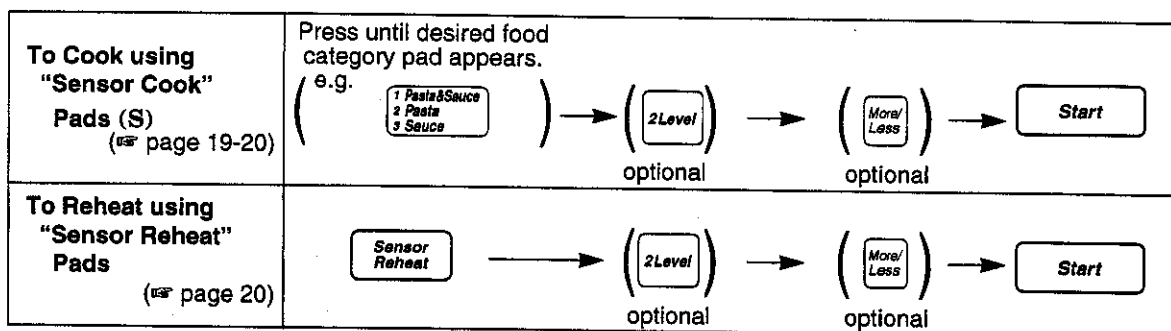 To Cook using
"Sensor Cook"
Pads (S)
(☞ page 19-20)
Press until desired food
category pad appears.
e.g.
1 Pasta&Sauce
2 Pasta
3 Sauce
2Level
optional
More/
Less
optional
Start
To Reheat using
"Sensor Reheat"
Pads
(☞ page 20)
Sensor
Reheat
2Level
optional
More/
Less
optional
Start